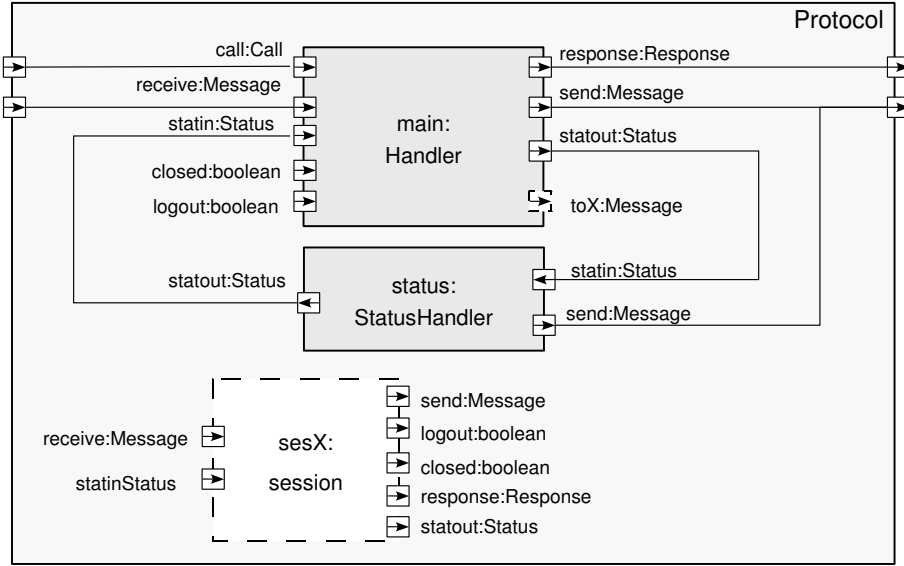 Protocol
call:Call
response:Response
receive:Message
send:Message
main:
Handler
statin:Status
statout:Status
closed:boolean
logout:boolean
toX:Message
statout:Status
status:
StatusHandler
statin:Status
send:Message
send:Message
receive:Message
sesX:
session
logout:boolean
statinStatus
closed:boolean
response:Response
statout:Status